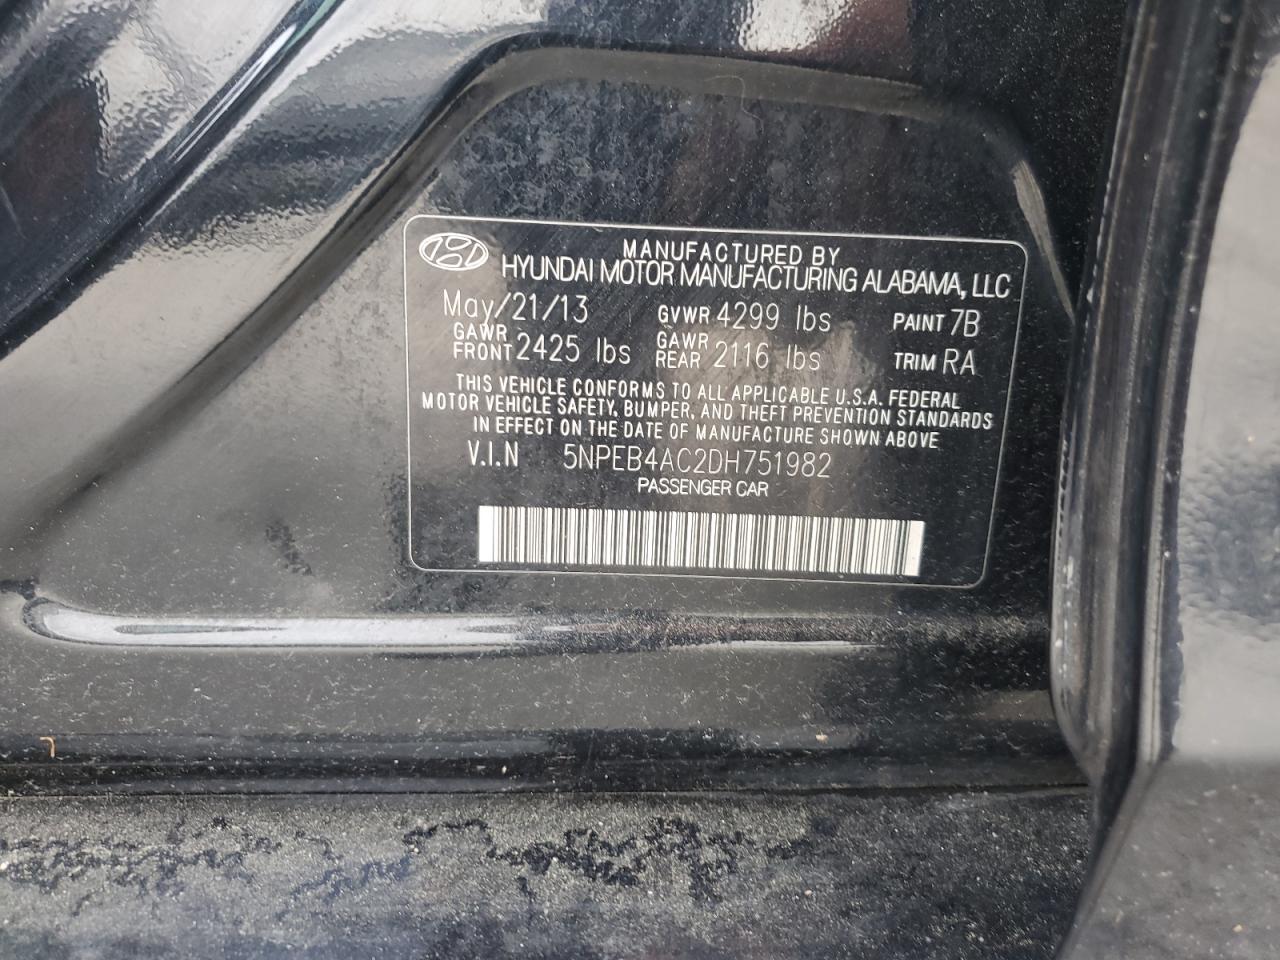 MANUFACTURED BY
HYUNDAI MOTOR MANUFACTURING ALABAMA, LLC
May/21/13 GVWR 4299 lbs PAINT 7B
GAWR FRONT 2425 lbs GAWR REAR 2116 lbs TRIM RA
THIS VEHICLE CONFORMS TO ALL APPLICABLE U.S.A. FEDERAL
MOTOR VEHICLE SAFETY, BUMPER, AND THEFT PREVENTION STANDARDS
IN EFFECT ON THE DATE OF MANUFACTURE SHOWN ABOVE
V.I.N 5NPEB4AC2DH751982
PASSENGER CAR